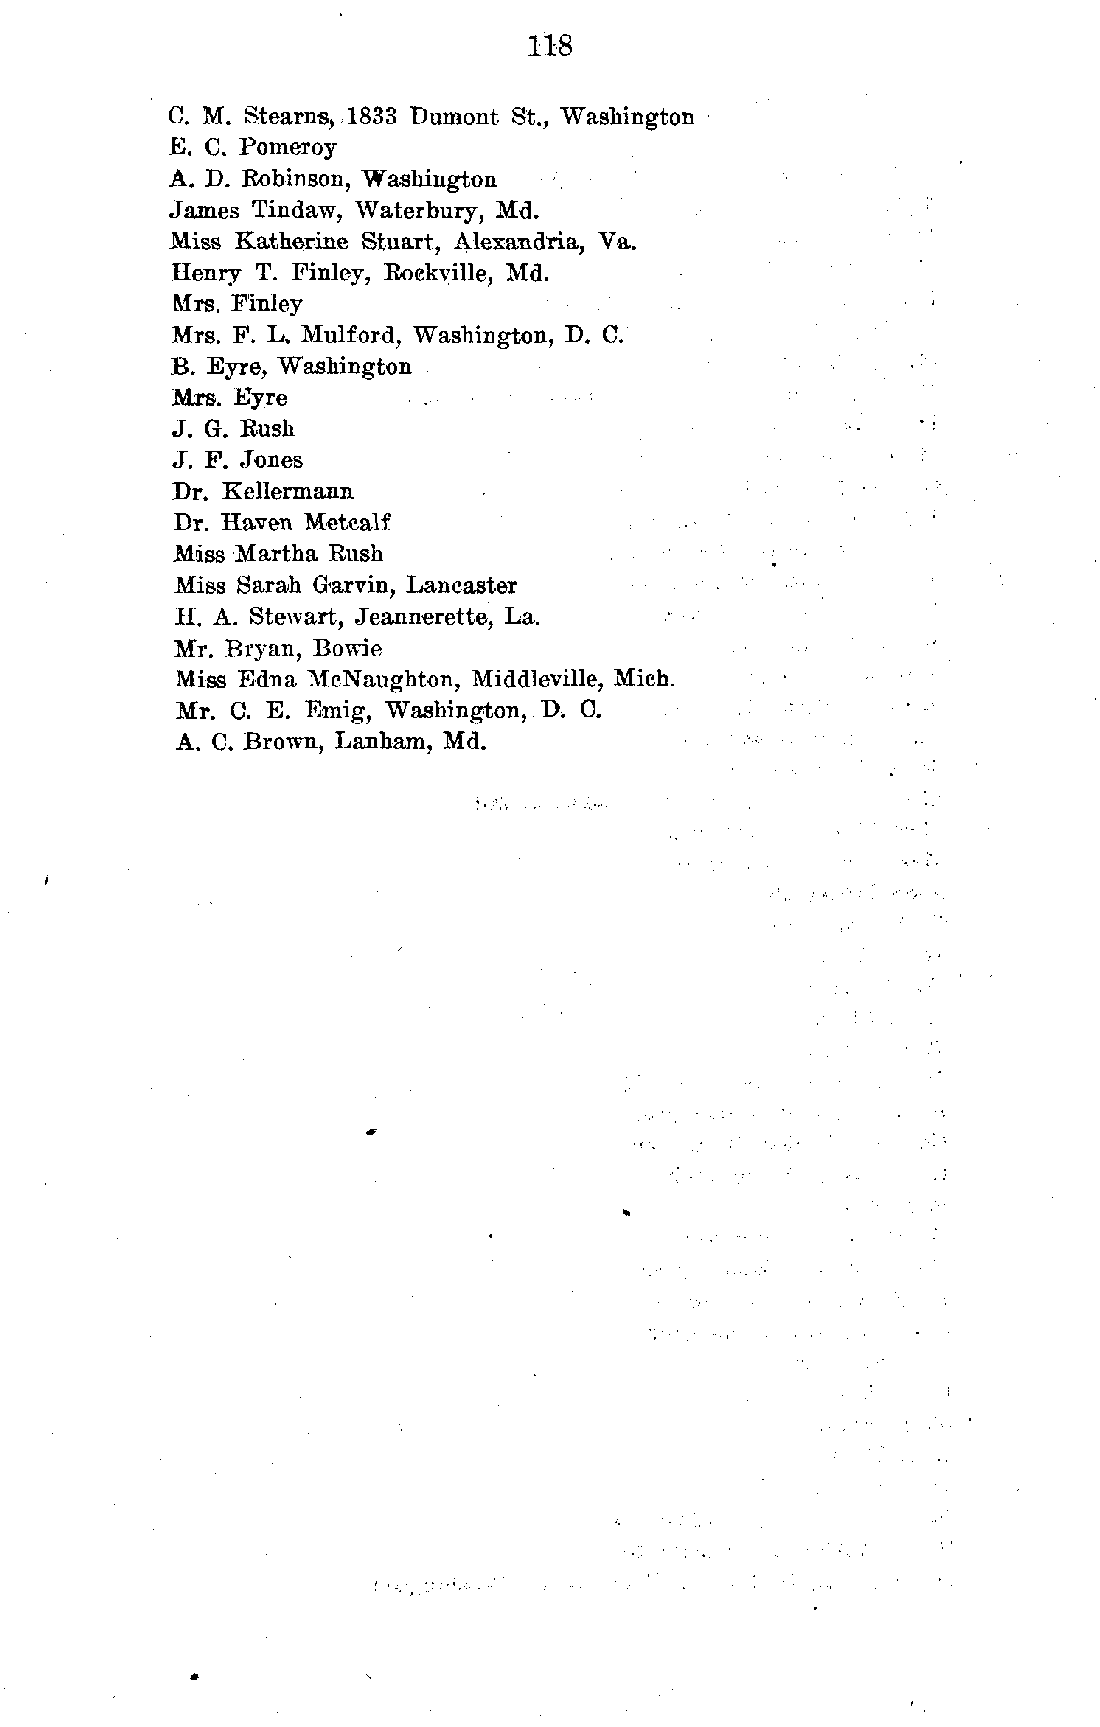 118
C. M. Stearns, 1833 Dumont St., Washington
E. C. Pomeroy
A. D. Robinson, Washington
James Tindaw, Waterbury, Md.
Miss Katherine Stuart, Alexandria, Va.
Henry T. Finley, Rockville, Md.
Mrs. Finley
Mrs. F. L. Mulford, Washington, D. C.
B. Eyre, Washington
Mrs. Eyre
J. G. Rush
J. F. Jones
Dr. Kellermann
Dr. Haven Metcalf
Miss Martha Rush
Miss Sarah Garvin, Lancaster
H. A. Stewart, Jeannerette, La.
Mr. Bryan, Bowie
Miss Edna McNaughton, Middleville, Mich.
Mr. C. E. Emig, Washington, D. C.
A. C. Brown, Lanham, Md.